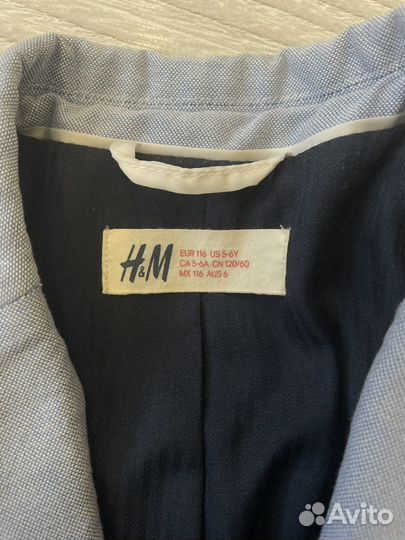 H&M
EUR 116 US 5-6Y
CA 5-6A CN 120/60
MX 116 AUS 6
Avito